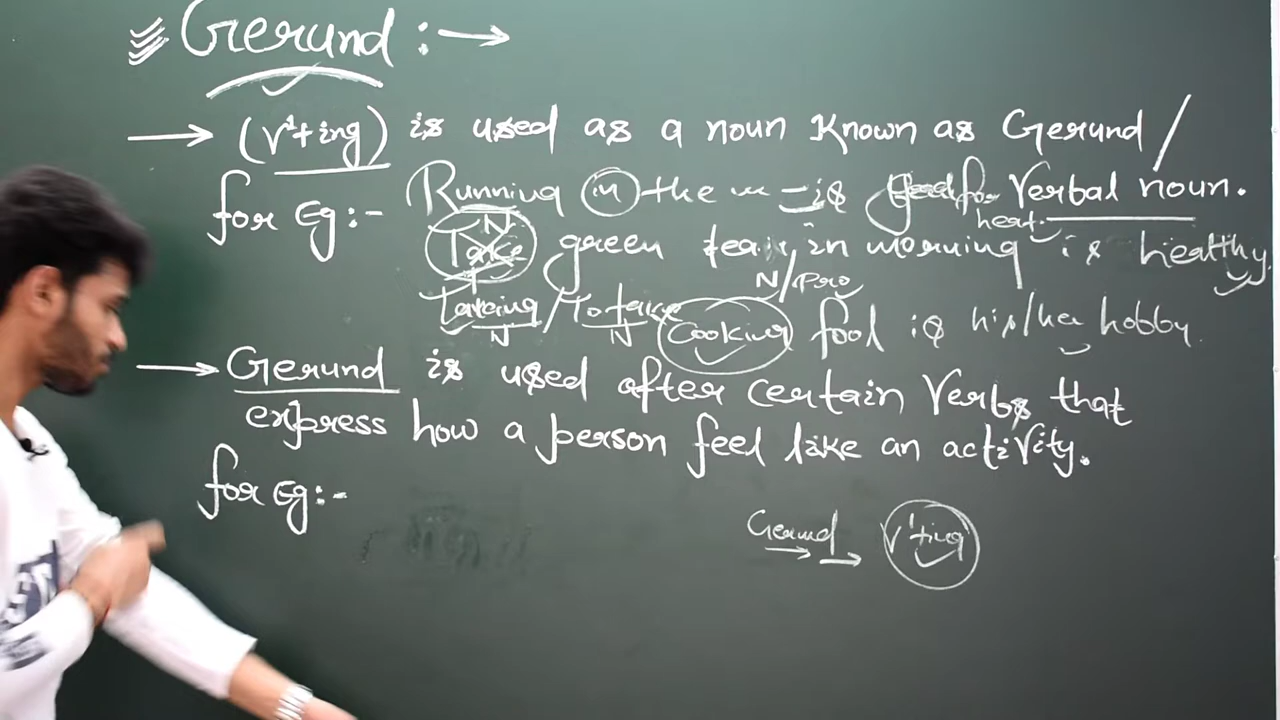 Gerund :→
→ (V¹+ing) is used as a noun known as Gerund /
Verbal noun.
for Eg:- Running in the m – is good for heat.
N
Take green tea in morning is healthy.
N/Pro
Taking / To take
N N
Cooking food is his/her hobby
→ Gerund is used after certain Verbs that
express how a person feel like an activity.
for Eg:-
Gerund → V¹+ing